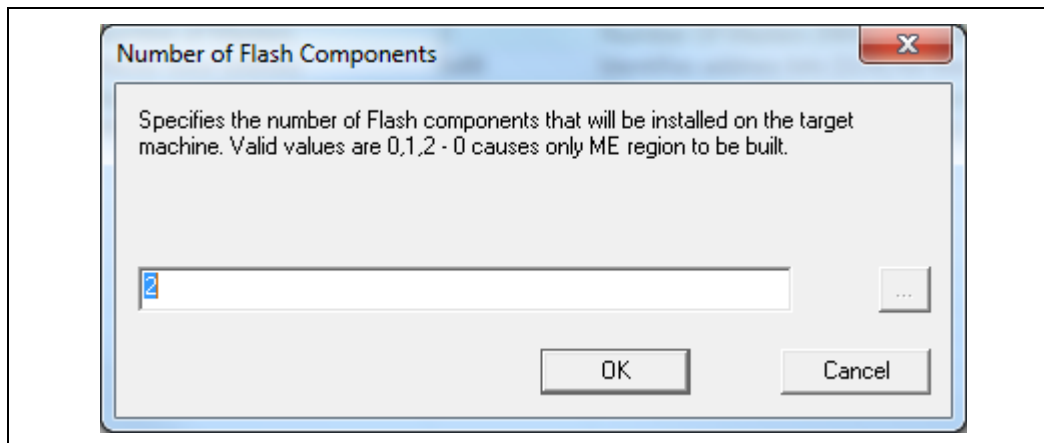 Number of Flash Components
Specifies the number of Flash components that will be installed on the target
machine. Valid values are 0,1,2 - 0 causes only ME region to be built.
2
...
OK
Cancel